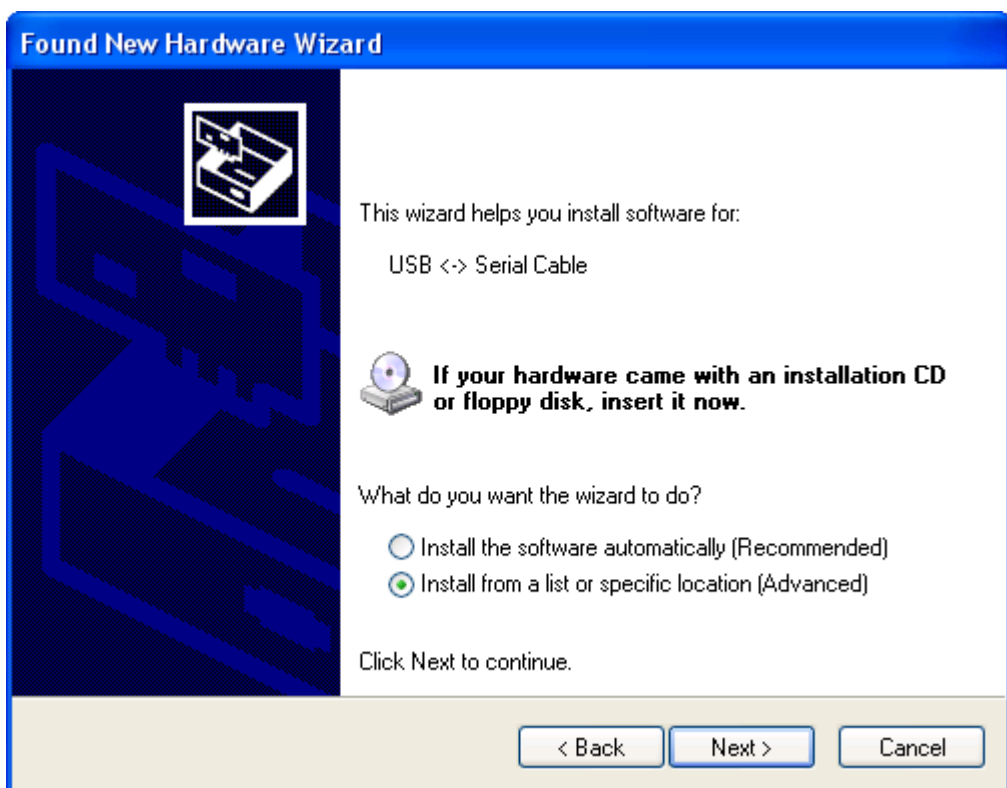 Found New Hardware Wizard
This wizard helps you install software for:
USB <-> Serial Cable
If your hardware came with an installation CD
or floppy disk, insert it now.
What do you want the wizard to do?
Install the software automatically (Recommended)
Install from a list or specific location (Advanced)
Click Next to continue.
< Back Next > Cancel